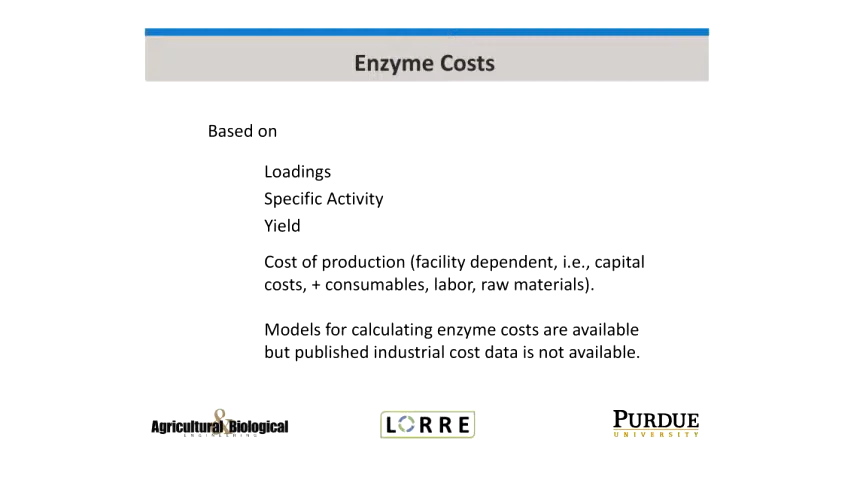 Enzyme Costs
Based on
Loadings
Specific Activity
Yield
Cost of production (facility dependent, i.e., capital
costs, + consumables, labor, raw materials).
Models for calculating enzyme costs are available
but published industrial cost data is not available.
Agricultural & Biological
ENGINEERING
LORRE
PURDUE
UNIVERSITY